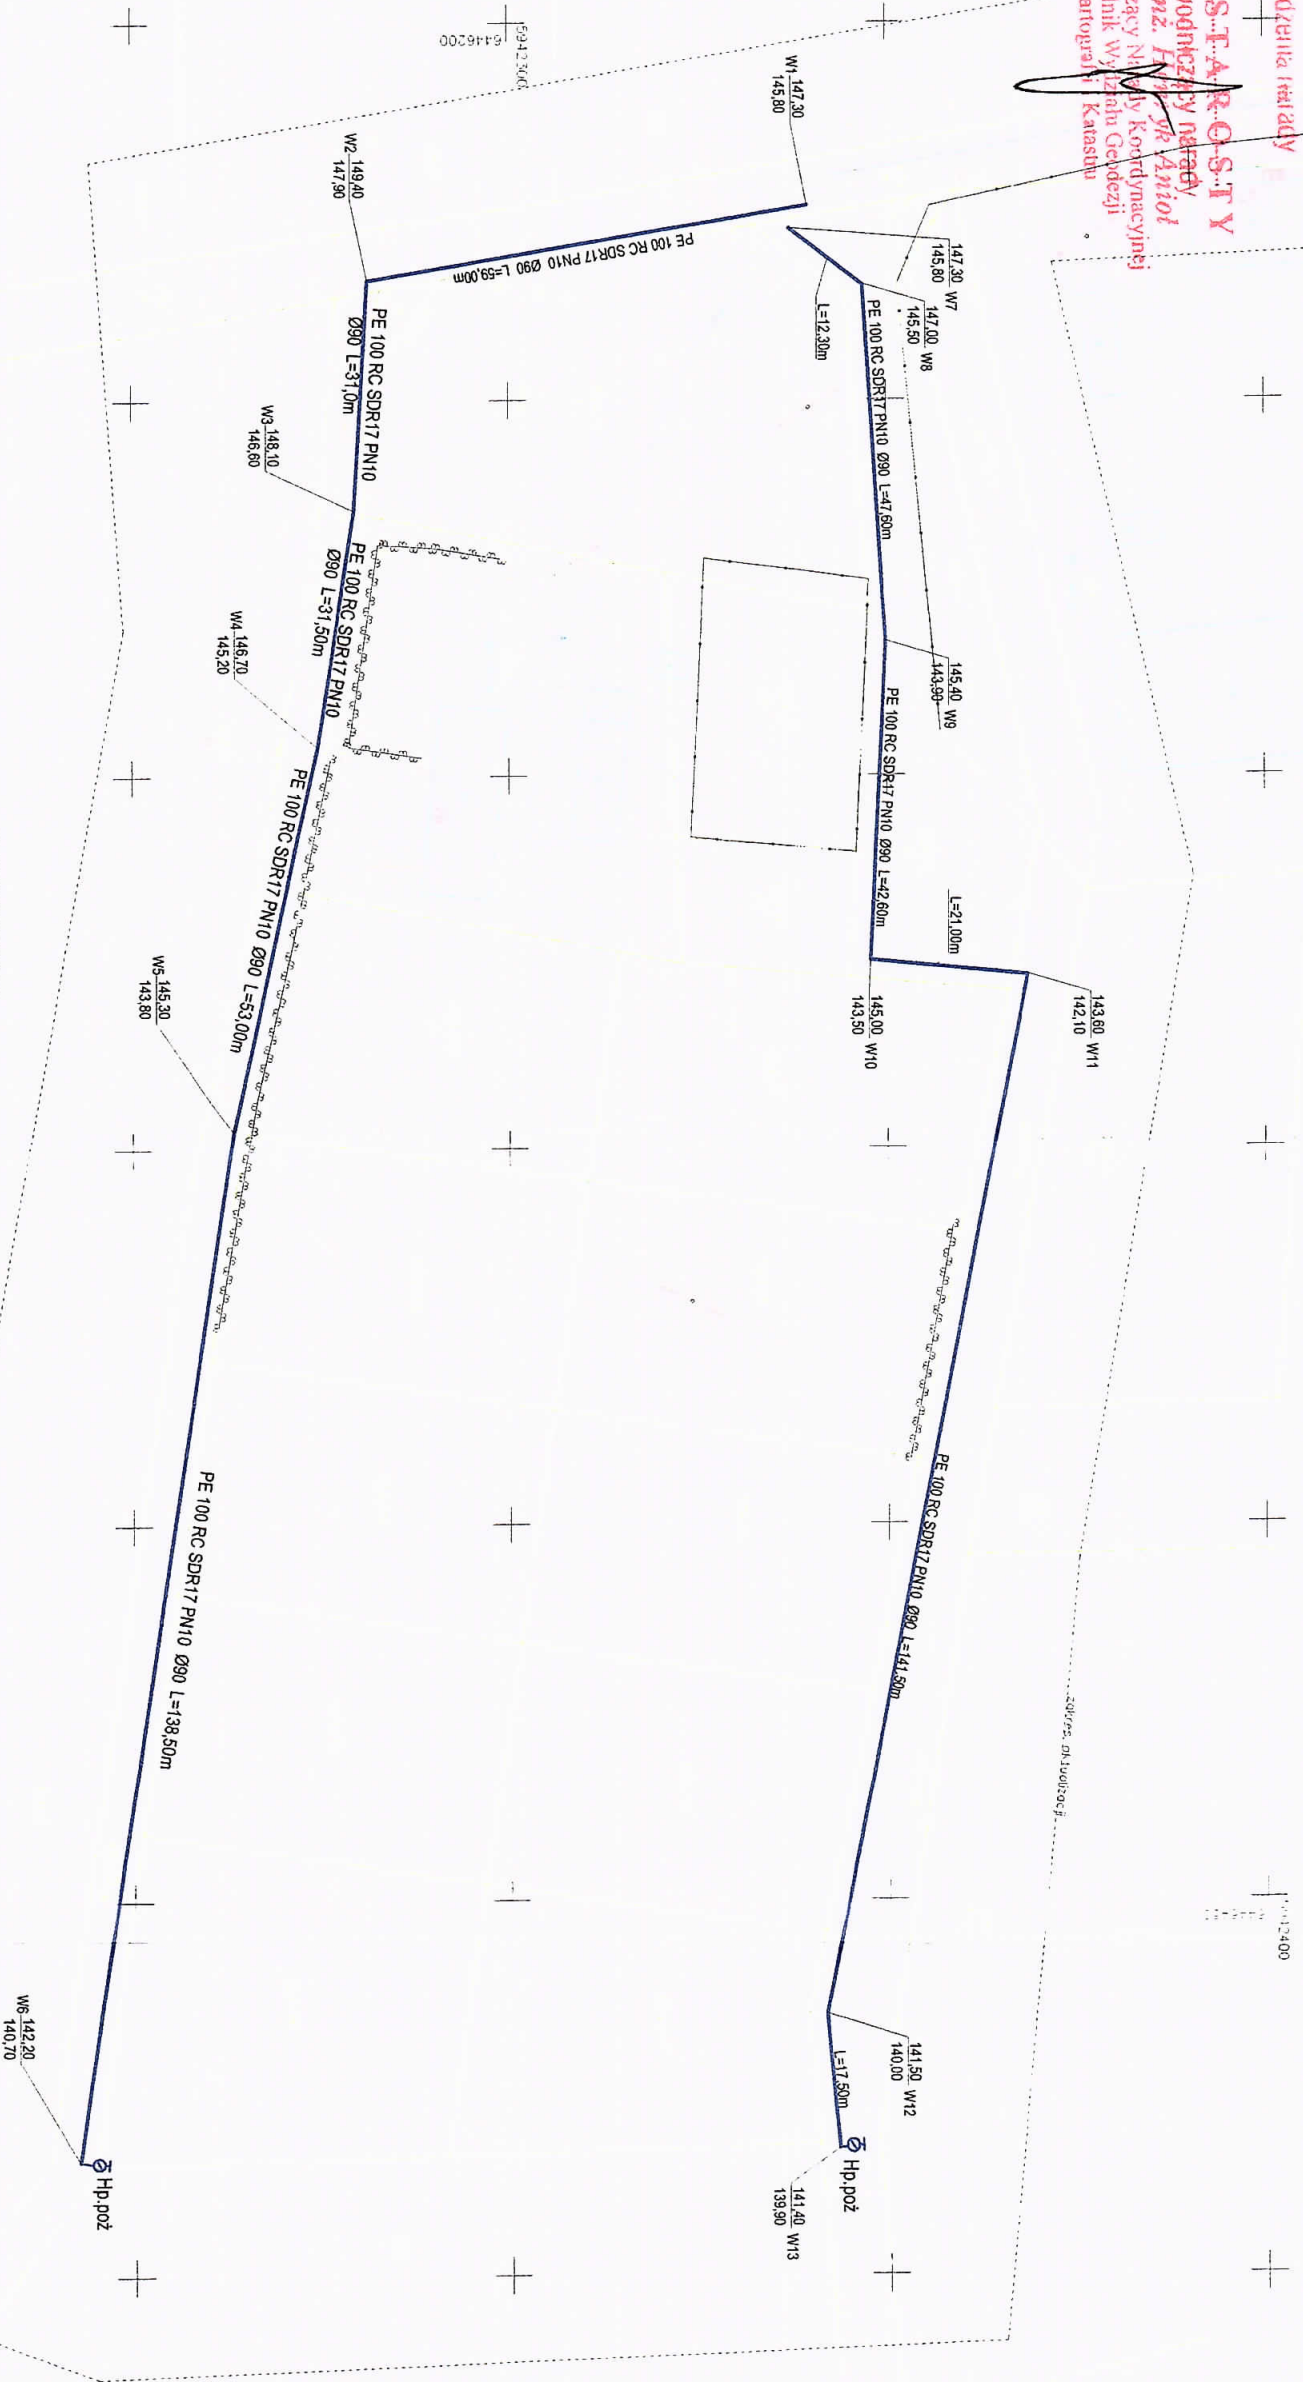 S-T-A-R-O-S-T-Y
narady
Katastru
5942300
6446200
W1 147,30
145,80
147,30 W7
145,80
147,00 W8
145,50
L=12,30m
W2 149,40
147,90
PE 100 RC SDR17 PN10 Ø90 L=59,00m
PE 100 RC SDR17 PN10
Ø90 L=31,0m
W3 148,10
146,60
PE 100 RC SDR17 PN10
Ø90 L=31,50m
W4 146,70
145,20
PE 100 RC SDR17 PN10 Ø90 L=53,00m
W5 145,30
143,80
PE 100 RC SDR17 PN10 Ø90 L=138,50m
W6 142,20
140,70
Hp.poż
PE 100 RC SDR17 PN10 Ø90 L=47,60m
145,40 W9
143,90
PE 100 RC SDR17 PN10 Ø90 L=42,60m
145,00 W10
143,50
L=21,00m
143,60 W11
142,10
PE 100 RC SDR17 PN10 Ø90 L=141,50m
zakres aktualizacji
141,50 W12
140,00
L=17,50m
Hp.poż
141,40 W13
139,90